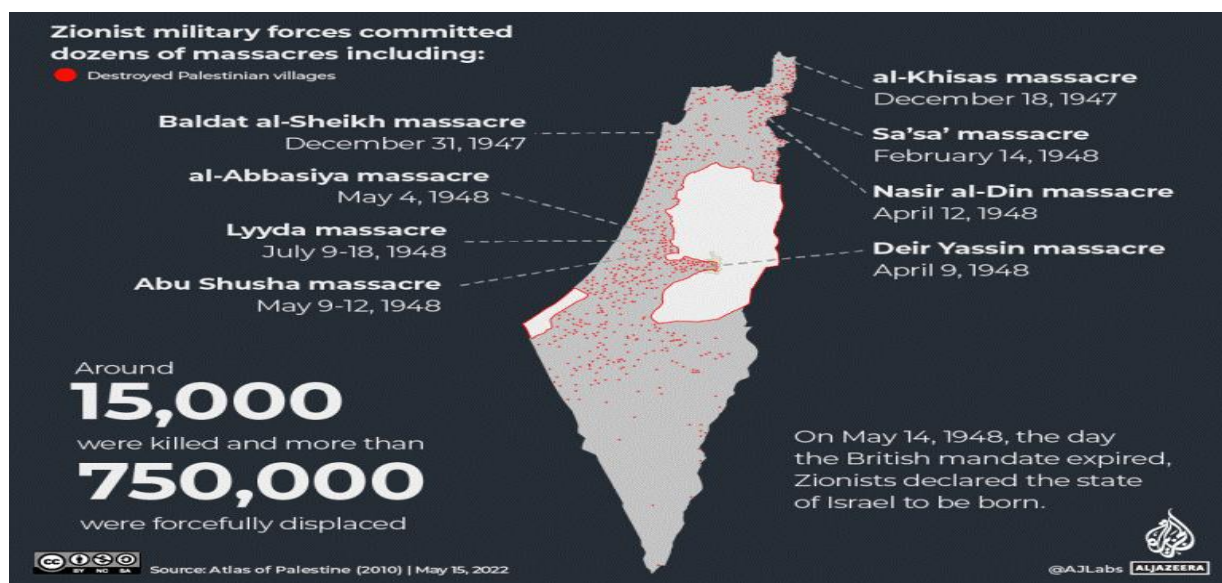 Zionist military forces committed
dozens of massacres including:
Destroyed Palestinian villages
Baldat al-Sheikh massacre
December 31, 1947
al-Abbasiya massacre
May 4, 1948
Lyyda massacre
July 9-18, 1948
Abu Shusha massacre
May 9-12, 1948
al-Khisas massacre
December 18, 1947
Sa'sa' massacre
February 14, 1948
Nasir al-Din massacre
April 12, 1948
Deir Yassin massacre
April 9, 1948
Around
15,000
were killed and more than
750,000
were forcefully displaced
On May 14, 1948, the day
the British mandate expired,
Zionists declared the state
of Israel to be born.
cc BY NC SA
Source: Atlas of Palestine (2010) | May 15, 2022
@AJLabs ALJAZEERA